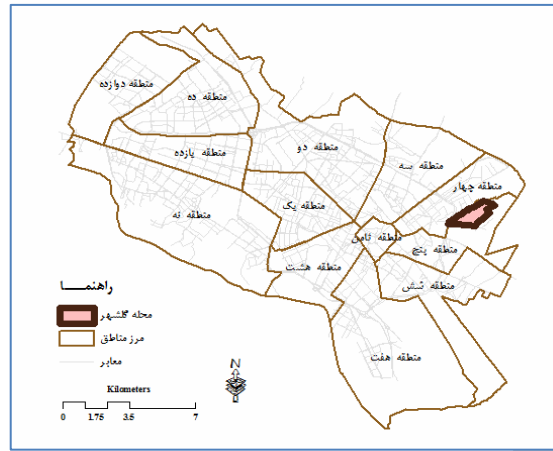 منطقه دوازده
منطقه ده
منطقه دو
منطقه سه
منطقه یازده
منطقه چهار
منطقه یک
منطقه نه
منطقه ثامن
منطقه پنج
منطقه هشت
منطقه شش
منطقه هفت
راهنمـــا
محله گلشهر
مرز مناطق
معابر
N
Kilometers
0 1.75 3.5 7